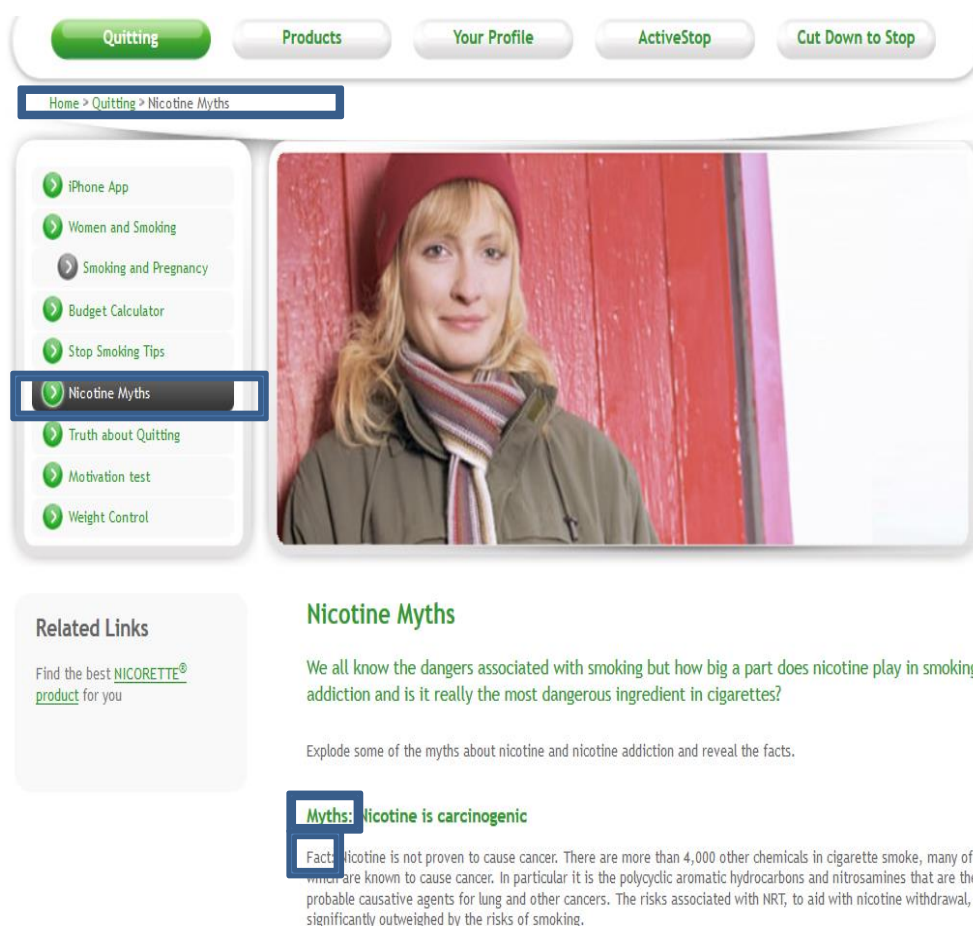 Quitting
Products
Your Profile
ActiveStop
Cut Down to Stop
Home > Quitting > Nicotine Myths
iPhone App
Women and Smoking
Smoking and Pregnancy
Budget Calculator
Stop Smoking Tips
Nicotine Myths
Truth about Quitting
Motivation test
Weight Control
Related Links
Find the best NICORETTE®
product for you
Nicotine Myths
We all know the dangers associated with smoking but how big a part does nicotine play in smoking
addiction and is it really the most dangerous ingredient in cigarettes?
Explode some of the myths about nicotine and nicotine addiction and reveal the facts.
Myths: Nicotine is carcinogenic
Fact: Nicotine is not proven to cause cancer. There are more than 4,000 other chemicals in cigarette smoke, many of
which are known to cause cancer. In particular it is the polycyclic aromatic hydrocarbons and nitrosamines that are the
probable causative agents for lung and other cancers. The risks associated with NRT, to aid with nicotine withdrawal,
significantly outweighed by the risks of smoking.